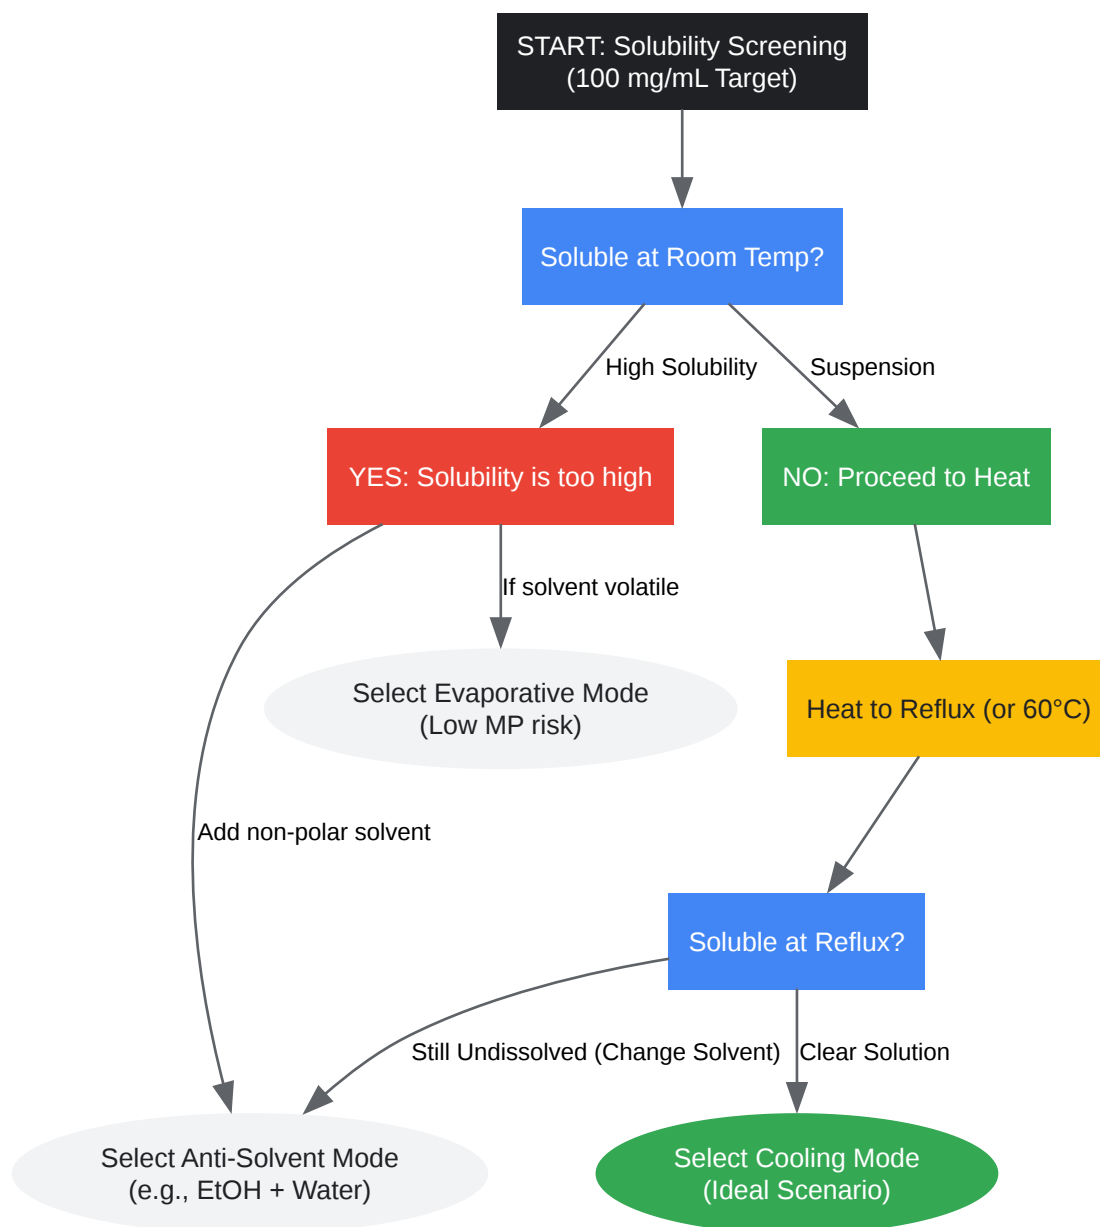 START: Solubility Screening
(100 mg/mL Target)
Soluble at Room Temp?
High Solubility
Suspension
YES: Solubility is too high
NO: Proceed to Heat
If solvent volatile
Select Evaporative Mode
(Low MP risk)
Heat to Reflux (or 60°C)
Add non-polar solvent
Soluble at Reflux?
Still Undissolved (Change Solvent)
Clear Solution
Select Anti-Solvent Mode
(e.g., EtOH + Water)
Select Cooling Mode
(Ideal Scenario)